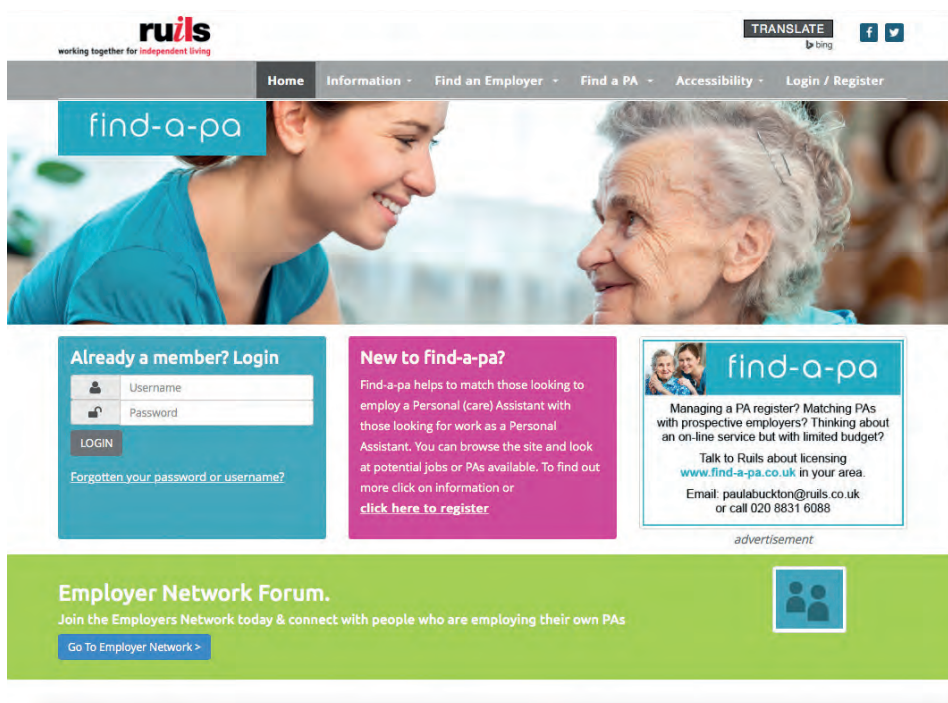 ruils
working together for independent living
TRANSLATE
bing
Home Information Find an Employer Find a PA Accessibility Login / Register
find-a-pa
Already a member? Login
Username
Password
LOGIN
Forgotten your password or username?
New to find-a-pa?
Find-a-pa helps to match those looking to
employ a Personal (care) Assistant with
those looking for work as a Personal
Assistant. You can browse the site and look
at potential jobs or PAs available. To find out
more click on information or
click here to register
find-a-pa
Managing a PA register? Matching PAs
with prospective employers? Thinking about
an on-line service but with limited budget?
Talk to Ruils about licensing
www.find-a-pa.co.uk in your area.
Email: paulabuckton@ruils.co.uk
or call 020 8831 6088
advertisement
Employer Network Forum.
Join the Employers Network today & connect with people who are employing their own PAs
Go To Employer Network >